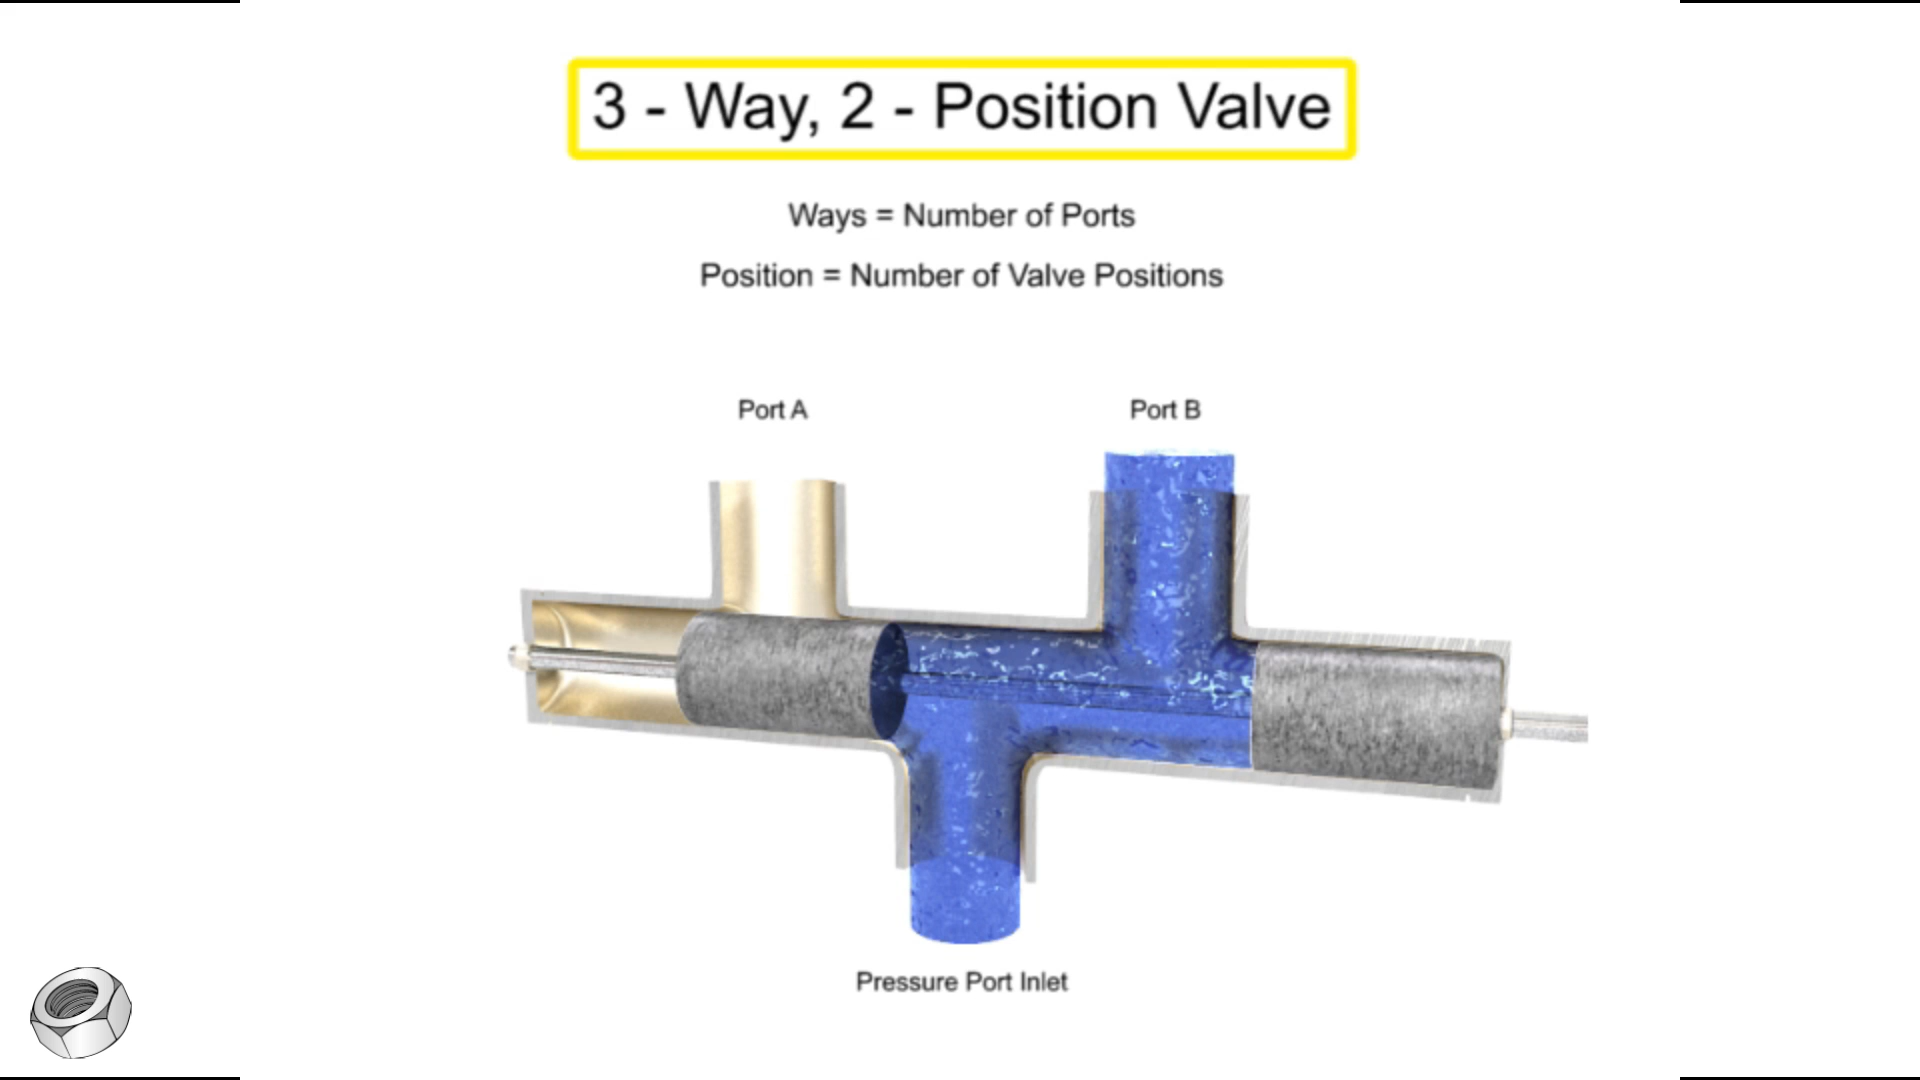 3 - Way, 2 - Position Valve
Ways = Number of Ports
Position = Number of Valve Positions
Port A
Port B
Pressure Port Inlet